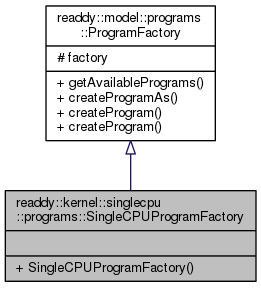 readdy::model::programs
::ProgramFactory
# factory
+ getAvailablePrograms()
+ createProgramAs()
+ createProgram()
+ createProgram()
readdy::kernel::singlecpu
::programs::SingleCPUProgramFactory
+ SingleCPUProgramFactory()